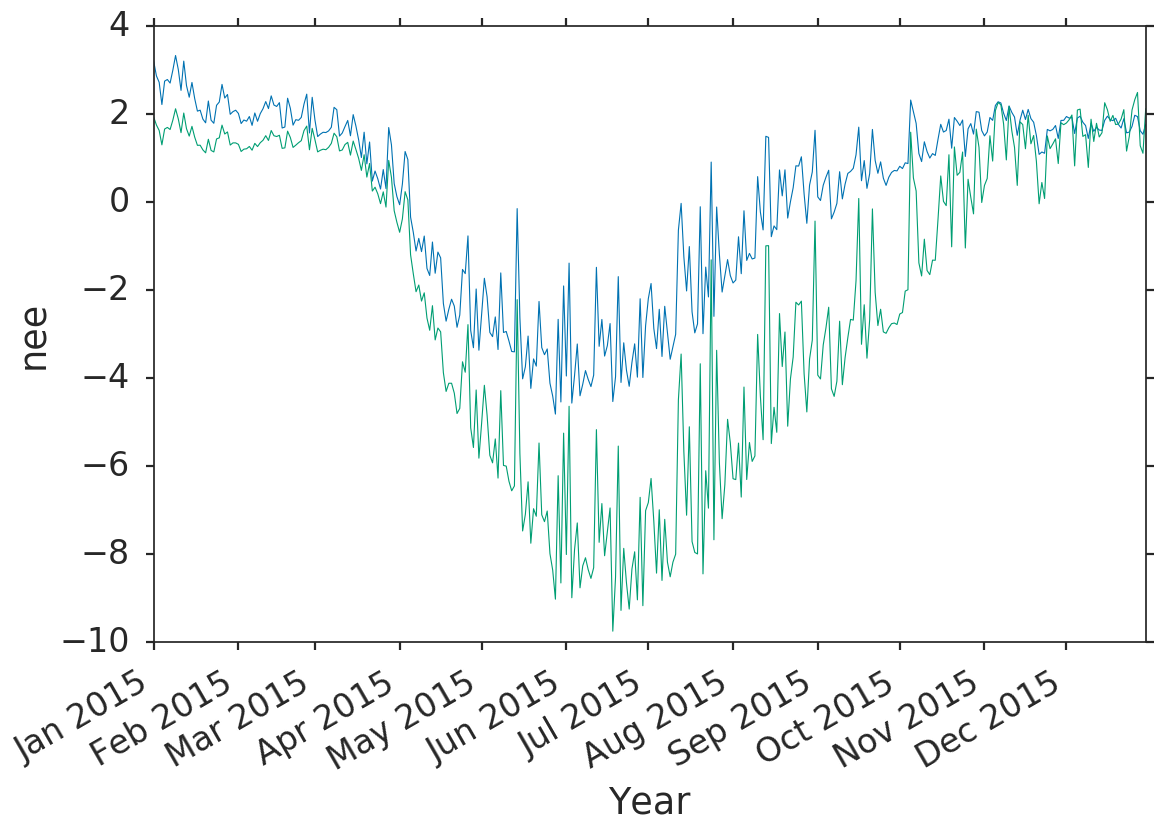 4
2
0
−2
−4
−6
−8
−10
nee
Jan 2015
Feb 2015
Mar 2015
Apr 2015
May 2015
Jun 2015
Jul 2015
Aug 2015
Sep 2015
Oct 2015
Nov 2015
Dec 2015
Year